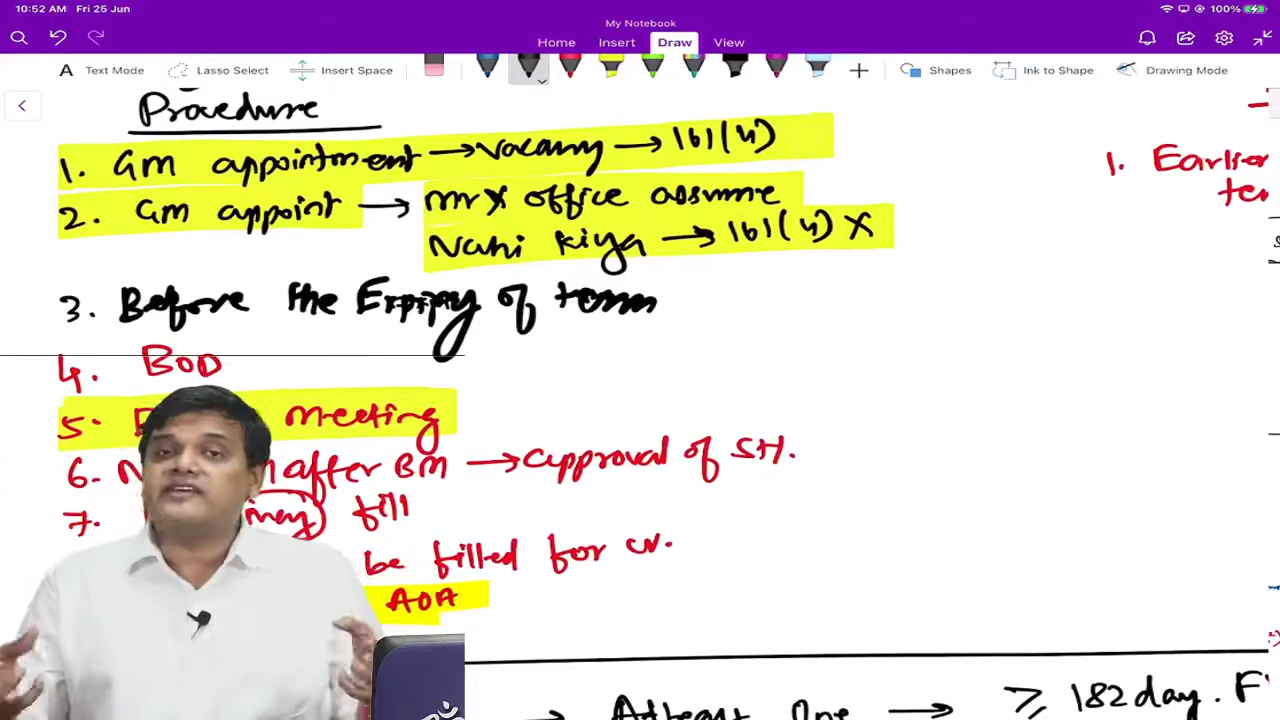 10:52 AM Fri 25 Jun
100%
My Notebook
Home Insert Draw View
A Text Mode Lasso Select Insert Space
Shapes Ink to Shape Drawing Mode
Procedure
1. GM appointment → Vacancy → 161(4)
2. GM appoint → Mr X office assume
Nahi Kiya → 161(4) X
3. Before the Expipy of term
4. BOD
5. Meeting
6. after BM → approval of SH.
7. may fill
be filled for
AOA
1. Earlier
Atleast One → ≥ 182 day.